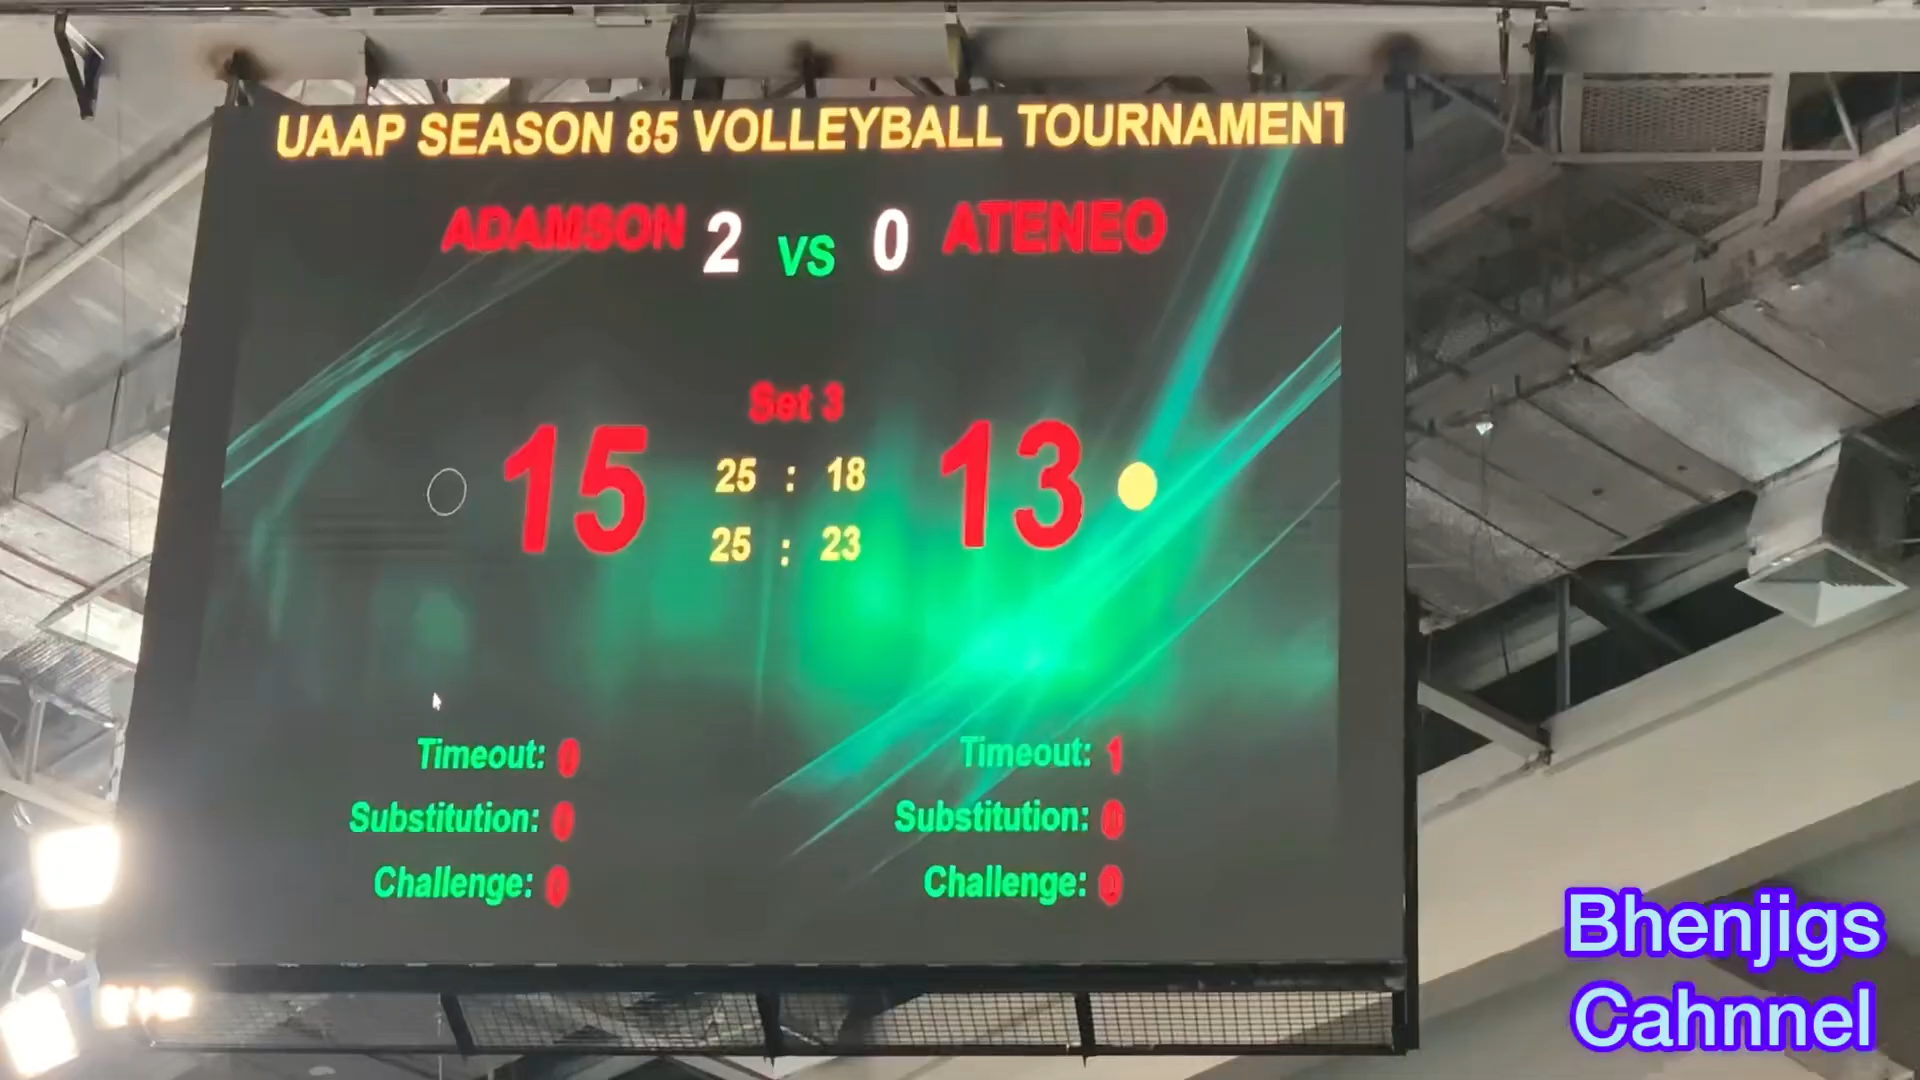 UAAP SEASON 85 VOLLEYBALL TOURNAMENT
ADAMSON 2 VS 0 ATENEO
Set 3
15 13
25 : 18
25 : 23
Timeout: 0 Timeout: 1
Substitution: 0 Substitution: 0
Challenge: 0 Challenge: 0
Bhenjigs
Cahnnel